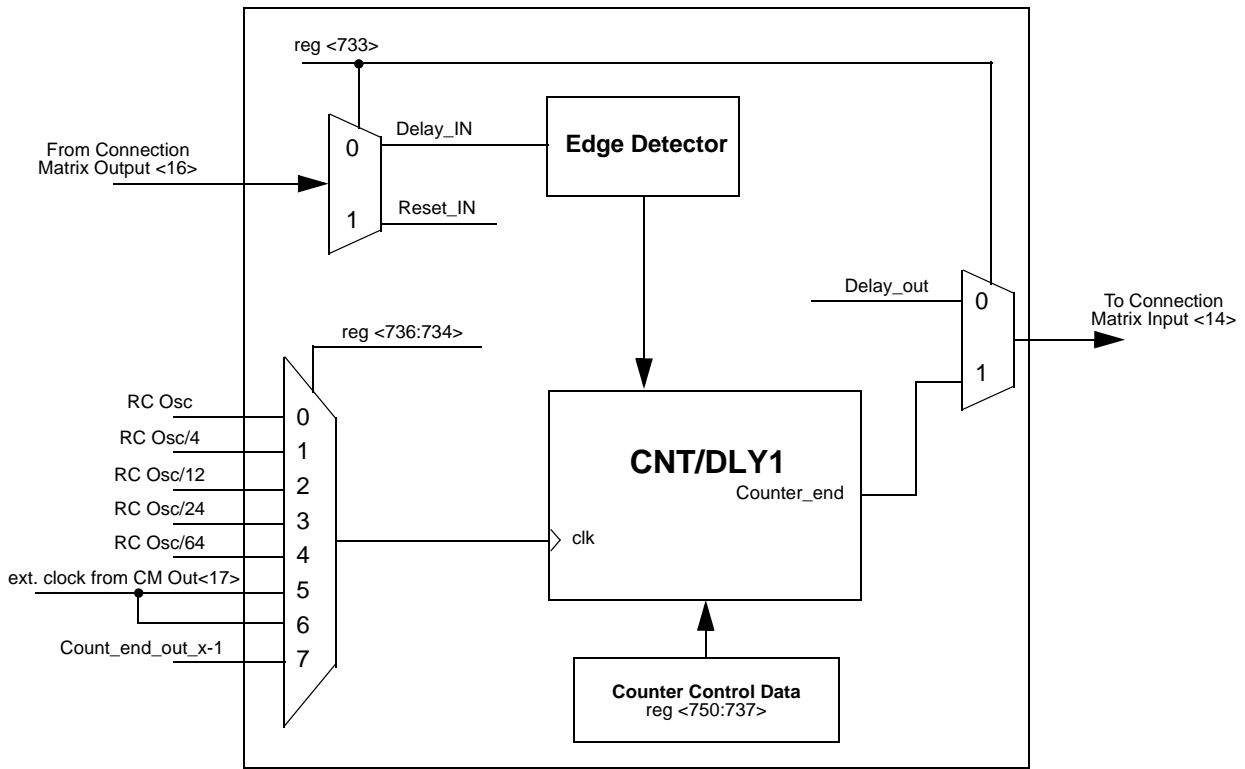 reg <733>
From Connection
Matrix Output <16>
0
1
Delay_IN
Reset_IN
Edge Detector
Delay_out
0
1
To Connection
Matrix Input <14>
reg <736:734>
RC Osc
RC Osc/4
RC Osc/12
RC Osc/24
RC Osc/64
ext. clock from CM Out<17>
Count_end_out_x-1
0
1
2
3
4
5
6
7
CNT/DLY1
Counter_end
clk
Counter Control Data
reg <750:737>